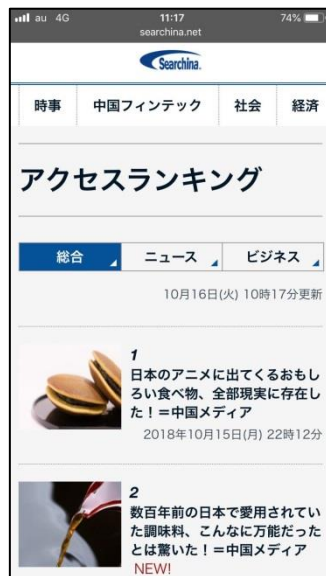 au 4G 11:17 74%
searchina.net
Searchina.
時事 中国フィンテック 社会 経済
アクセスランキング
総合 ニュース ビジネス
10月16日(火) 10時17分更新
1
日本のアニメに出てくるおもし
ろい食べ物、全部現実に存在し
た！＝中国メディア
2018年10月15日(月) 22時12分
2
数百年前の日本で愛用されてい
た調味料、こんなに万能だった
とは驚いた！＝中国メディア
NEW!